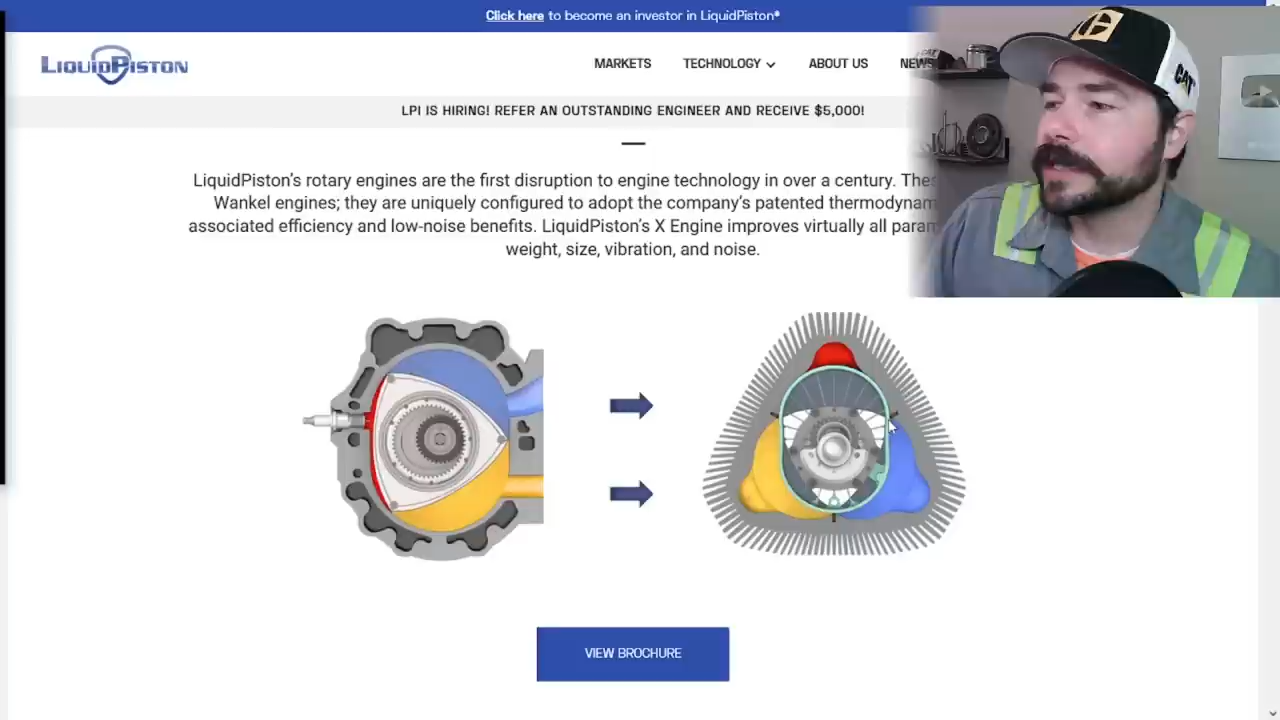 Click here to become an investor in LiquidPiston®
LIQUIDPISTON
MARKETS TECHNOLOGY ABOUT US NEWS
CAT
LPI IS HIRING! REFER AN OUTSTANDING ENGINEER AND RECEIVE $5,000!
LiquidPiston's rotary engines are the first disruption to engine technology in over a century.
Wankel engines; they are uniquely configured to adopt the company's patented
associated efficiency and low-noise benefits. LiquidPiston's X Engine improves virtually all
weight, size, vibration, and noise.
VIEW BROCHURE